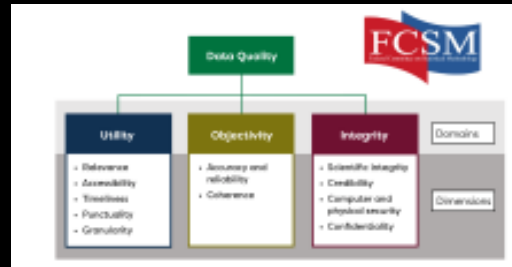 FCSM
Data Quality
Utility
Objectivity
Integrity
Domains
Relevance
Accessibility
Timeliness
Punctuality
Granularity
Accuracy and
reliability
Coherence
Scientific integrity
Credibility
Computer and
physical security
Confidentiality
Dimensions